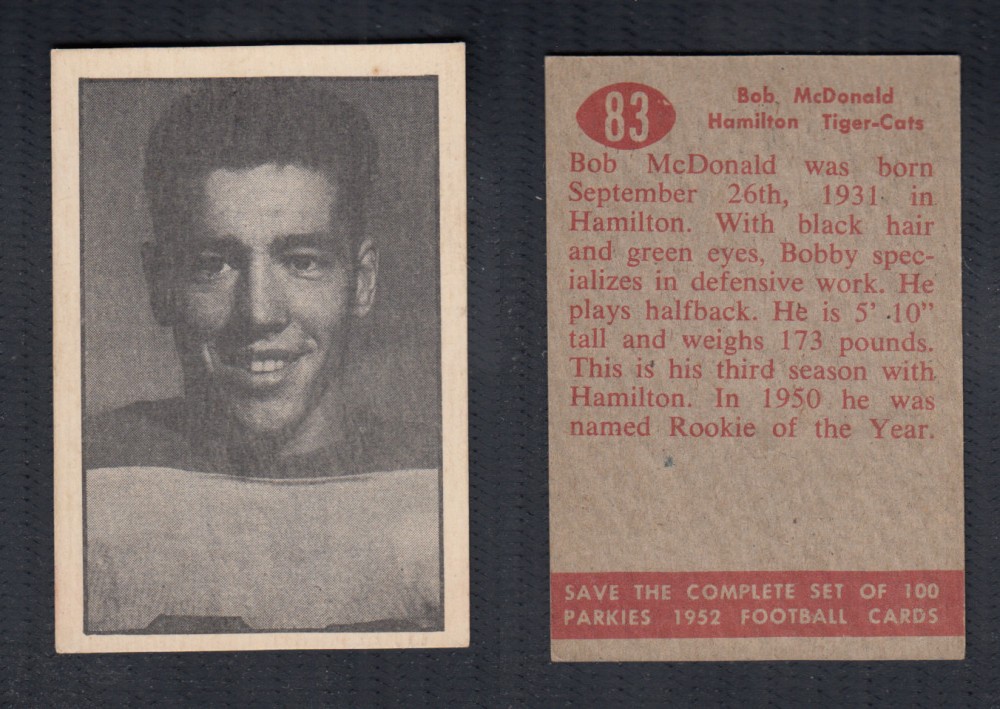 83
Bob McDonald
Hamilton Tiger-Cats
Bob McDonald was born
September 26th, 1931 in
Hamilton. With black hair
and green eyes, Bobby spec-
ializes in defensive work. He
plays halfback. He is 5' 10"
tall and weighs 173 pounds.
This is his third season with
Hamilton. In 1950 he was
named Rookie of the Year.
SAVE THE COMPLETE SET OF 100
PARKIES 1952 FOOTBALL CARDS